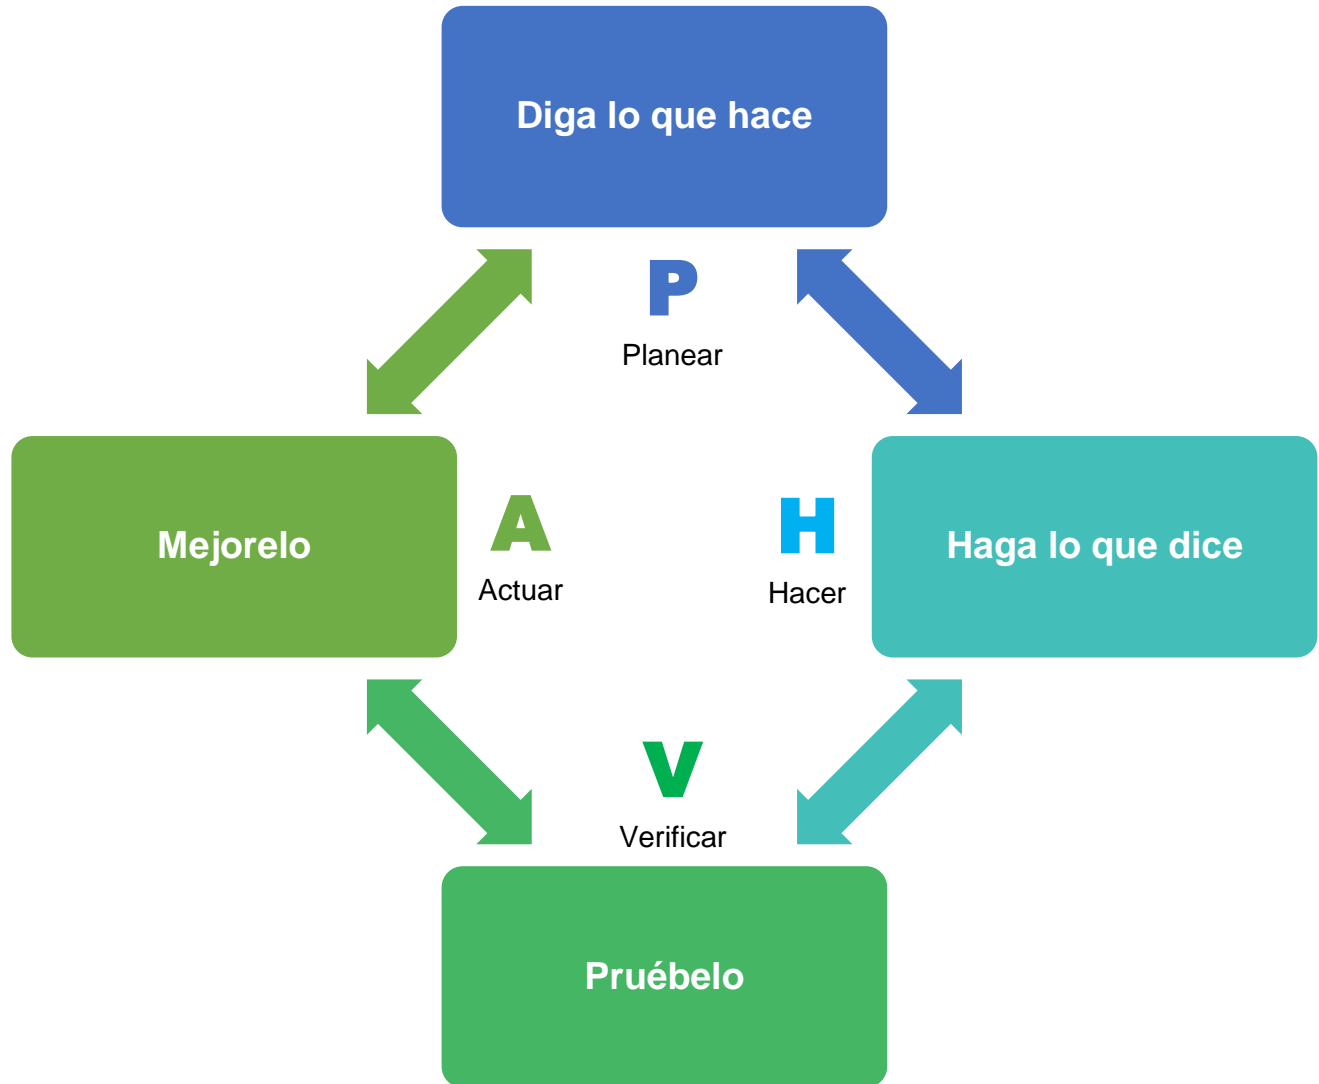 Diga lo que hace
P
Planear
Mejorelo
A
Actuar
H
Hacer
Haga lo que dice
V
Verificar
Pruébelo